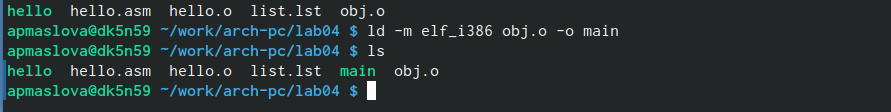 hello  hello.asm  hello.o  list.lst  obj.o
apmaslova@dk5n59 ~/work/arch-pc/lab04 $ ld -m elf_i386 obj.o -o main
apmaslova@dk5n59 ~/work/arch-pc/lab04 $ ls
hello  hello.asm  hello.o  list.lst  main  obj.o
apmaslova@dk5n59 ~/work/arch-pc/lab04 $